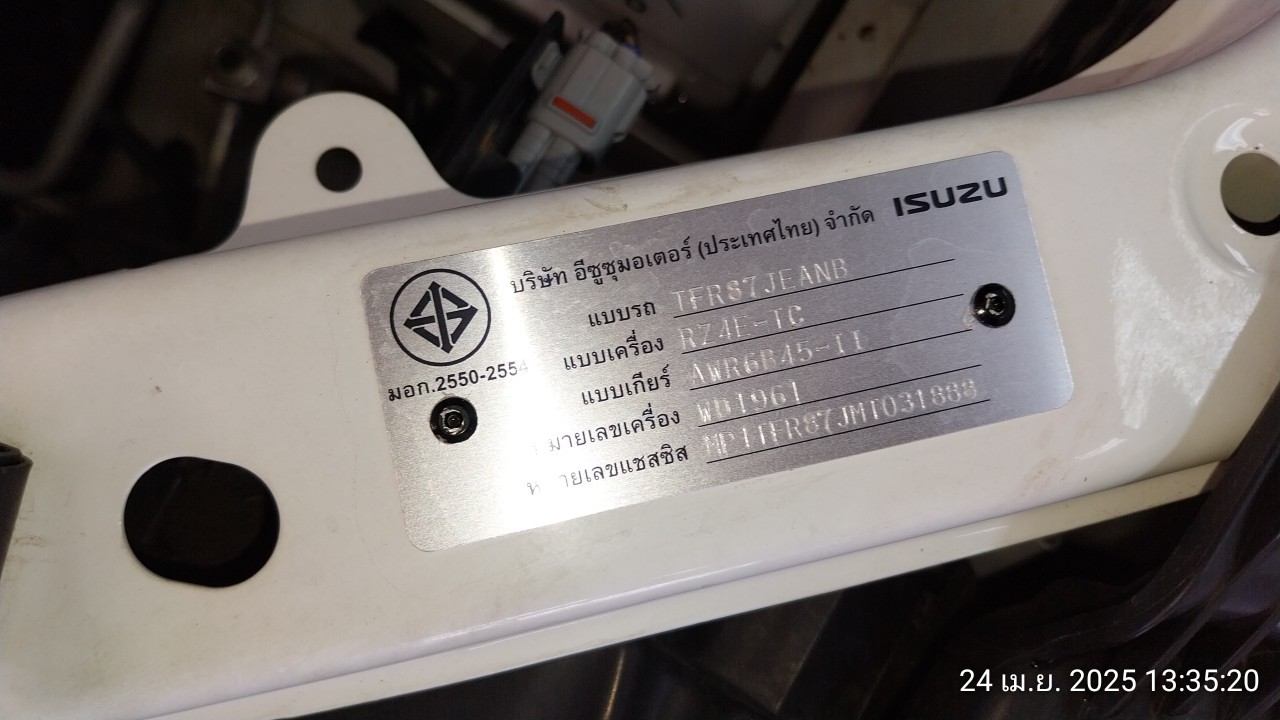 ISUZU
บริษัท อีซูซุมอเตอร์ (ประเทศไทย) จำกัด
แบบรถ TFR87JEANB
แบบเครื่อง RZ4E-TC
มอก.2550-2554
แบบเกียร์ AWR6B45-II
หมายเลขเครื่อง WD1961
หมายเลขแชสซิส MP1TFR87JMT031888
24 เม.ย. 2025 13:35:20